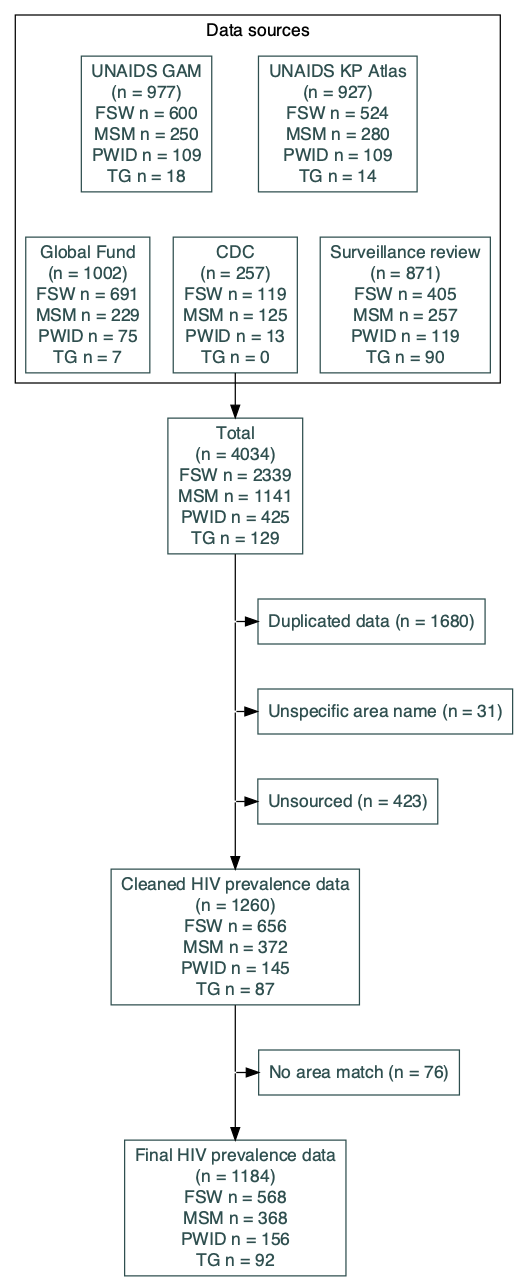 Data sources
UNAIDS GAM
(n = 977)
FSW n = 600
MSM n = 250
PWID n = 109
TG n = 18
UNAIDS KP Atlas
(n = 927)
FSW n = 524
MSM n = 280
PWID n = 109
TG n = 14
Global Fund
(n = 1002)
FSW n = 691
MSM n = 229
PWID n = 75
TG n = 7
CDC
(n = 257)
FSW n = 119
MSM n = 125
PWID n = 13
TG n = 0
Surveillance review
(n = 871)
FSW n = 405
MSM n = 257
PWID n = 119
TG n = 90
Total
(n = 4034)
FSW n = 2339
MSM n = 1141
PWID n = 425
TG n = 129
Duplicated data (n = 1680)
Unspecific area name (n = 31)
Unsourced (n = 423)
Cleaned HIV prevalence data
(n = 1260)
FSW n = 656
MSM n = 372
PWID n = 145
TG n = 87
No area match (n = 76)
Final HIV prevalence data
(n = 1184)
FSW n = 568
MSM n = 368
PWID n = 156
TG n = 92